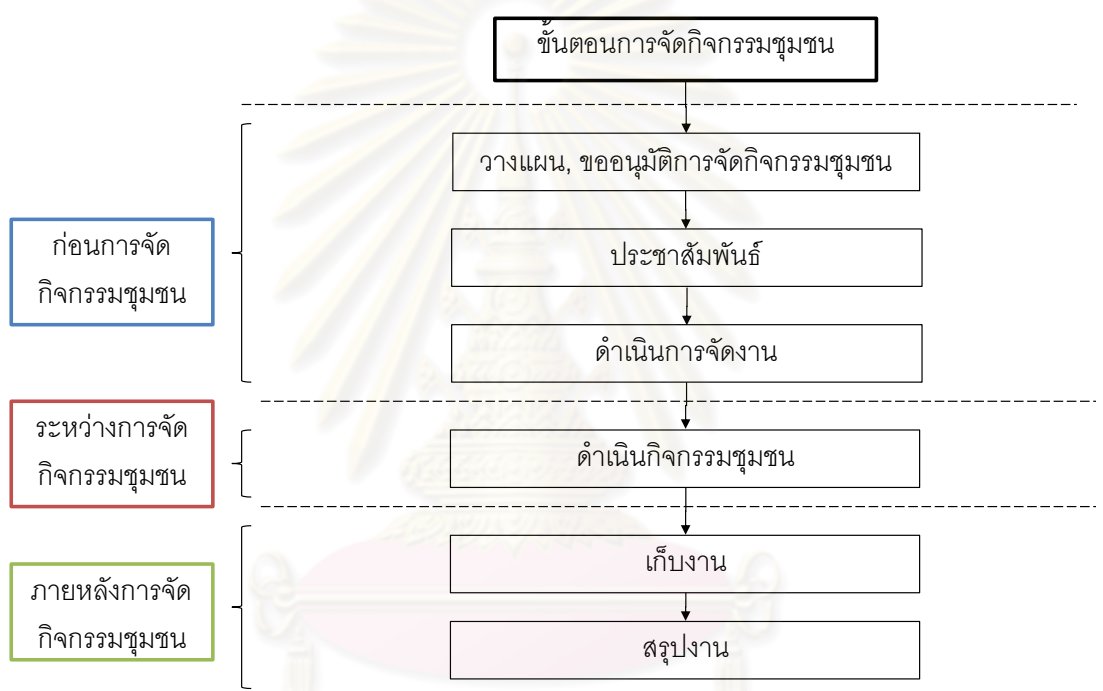 ขั้นตอนการจัดกิจกรรมชุมชน
วางแผน, ขออนุมัติการจัดกิจกรรมชุมชน
ก่อนการจัด
กิจกรรมชุมชน
ประชาสัมพันธ์
ดำเนินการจัดงาน
ระหว่างการจัด
กิจกรรมชุมชน
ดำเนินกิจกรรมชุมชน
เก็บงาน
ภายหลังการจัด
กิจกรรมชุมชน
สรุปงาน